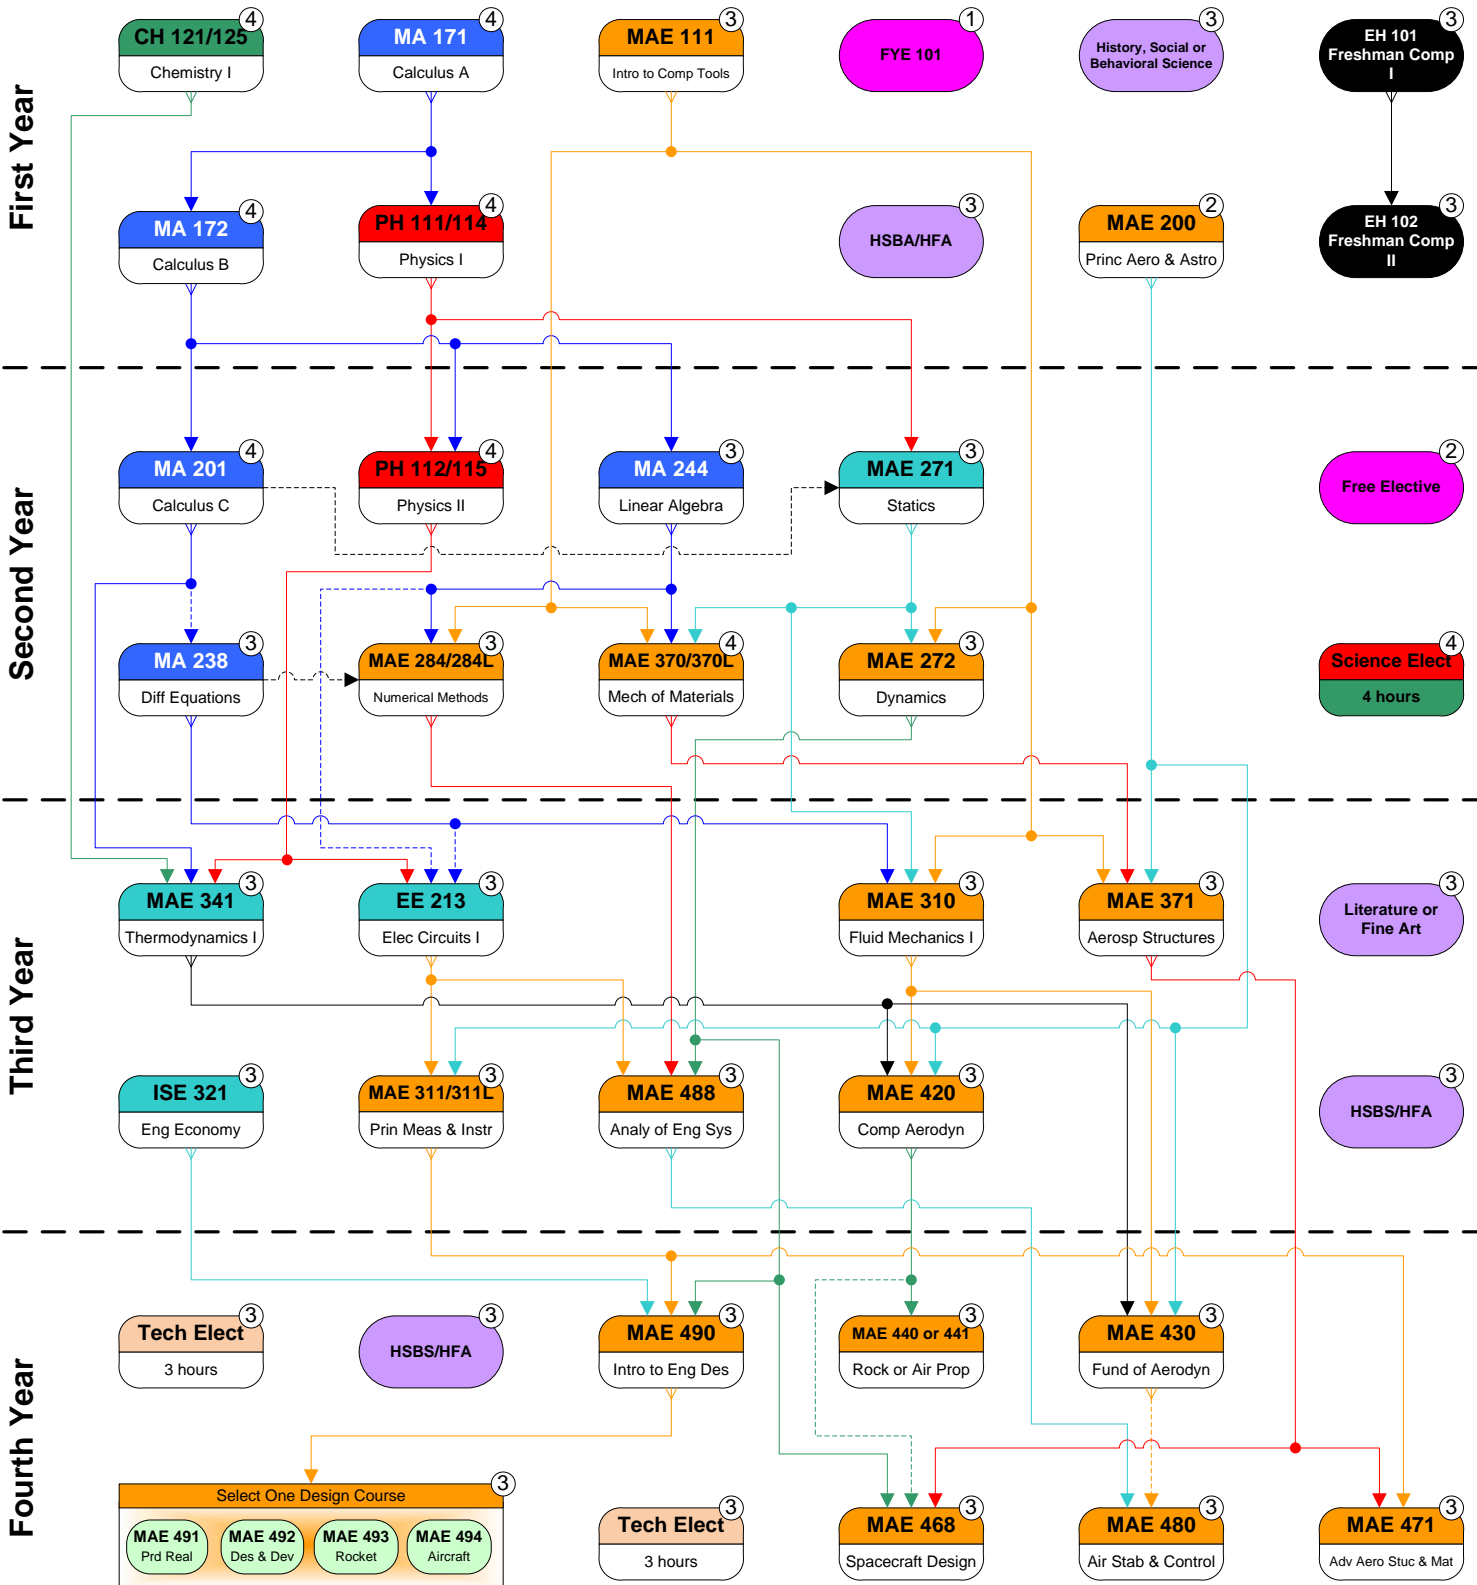 First Year
4
CH 121/125
Chemistry I
4
MA 171
Calculus A
3
MAE 111
Intro to Comp Tools
1
FYE 101
3
History, Social or
Behavioral Science
3
EH 101
Freshman Comp
I
4
MA 172
Calculus B
4
PH 111/114
Physics I
3
HSBA/HFA
2
MAE 200
Princ Aero & Astro
3
EH 102
Freshman Comp
II
Second Year
4
MA 201
Calculus C
4
PH 112/115
Physics II
3
MA 244
Linear Algebra
3
MAE 271
Statics
2
Free Elective
3
MA 238
Diff Equations
3
MAE 284/284L
Numerical Methods
4
MAE 370/370L
Mech of Materials
3
MAE 272
Dynamics
4
Science Elect
4 hours
Third Year
3
MAE 341
Thermodynamics I
3
EE 213
Elec Circuits I
3
MAE 310
Fluid Mechanics I
3
MAE 371
Aerosp Structures
3
Literature or
Fine Art
3
ISE 321
Eng Economy
3
MAE 311/311L
Prin Meas & Instr
3
MAE 488
Analy of Eng Sys
3
MAE 420
Comp Aerodyn
3
HSBS/HFA
Fourth Year
3
Tech Elect
3 hours
3
HSBS/HFA
3
MAE 490
Intro to Eng Des
3
MAE 440 or 441
Rock or Air Prop
3
MAE 430
Fund of Aerodyn
3
Select One Design Course
MAE 491
Prd Real
MAE 492
Des & Dev
MAE 493
Rocket
MAE 494
Aircraft
3
Tech Elect
3 hours
3
MAE 468
Spacecraft Design
3
MAE 480
Air Stab & Control
3
MAE 471
Adv Aero Stuc & Mat